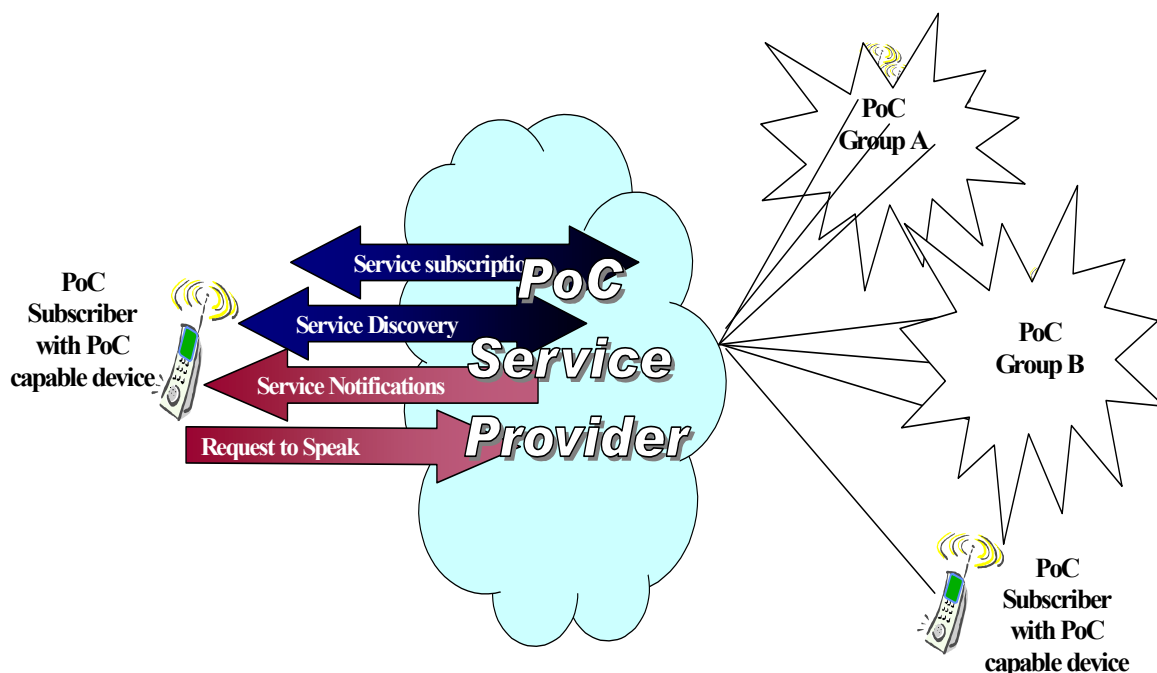 PoC
Group A
Service subscription
PoC
Service Discovery
Service
Service Notifications
Provider
Request to Speak
PoC
Subscriber
with PoC
capable device
PoC
Group B
PoC
Subscriber
with PoC
capable device